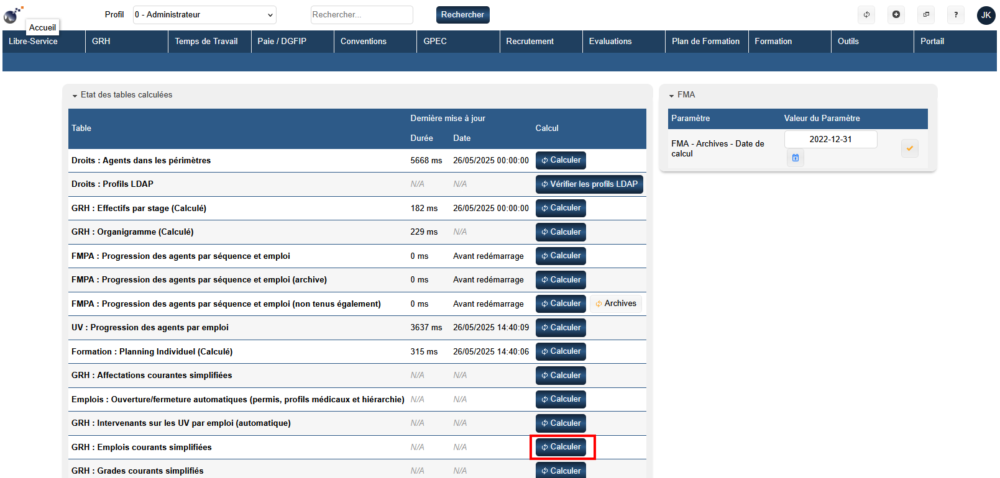 Profil 0 - Administrateur Rechercher... Rechercher ? JK
Accueil
Libre-Service GRH Temps de Travail Paie / DGFIP Conventions GPEC Recrutement Evaluations Plan de Formation Formation Outils Portail
Etat des tables calculées
Table Dernière mise à jour Calcul
Durée Date
Droits : Agents dans les périmètres 5668 ms 26/05/2025 00:00:00 Calculer
Droits : Profils LDAP N/A N/A Vérifier les profils LDAP
GRH : Effectifs par stage (Calculé) 182 ms 26/05/2025 00:00:00 Calculer
GRH : Organigramme (Calculé) 229 ms N/A Calculer
FMPA : Progression des agents par séquence et emploi 0 ms Avant redémarrage Calculer
FMPA : Progression des agents par séquence et emploi (archive) 0 ms Avant redémarrage Calculer
FMPA : Progression des agents par séquence et emploi (non tenus également) 0 ms Avant redémarrage Calculer Archives
UV : Progression des agents par emploi 3637 ms 26/05/2025 14:40:09 Calculer
Formation : Planning Individuel (Calculé) 315 ms 26/05/2025 14:40:06 Calculer
GRH : Affectations courantes simplifiées N/A N/A Calculer
Emplois : Ouverture/fermeture automatiques (permis, profils médicaux et hiérarchie) N/A N/A Calculer
GRH : Intervenants sur les UV par emploi (automatique) N/A N/A Calculer
GRH : Emplois courants simplifiées N/A N/A Calculer
GRH : Grades courants simplifiés N/A N/A Calculer
FMA
Paramètre Valeur du Paramètre
FMA - Archives - Date de calcul 2022-12-31